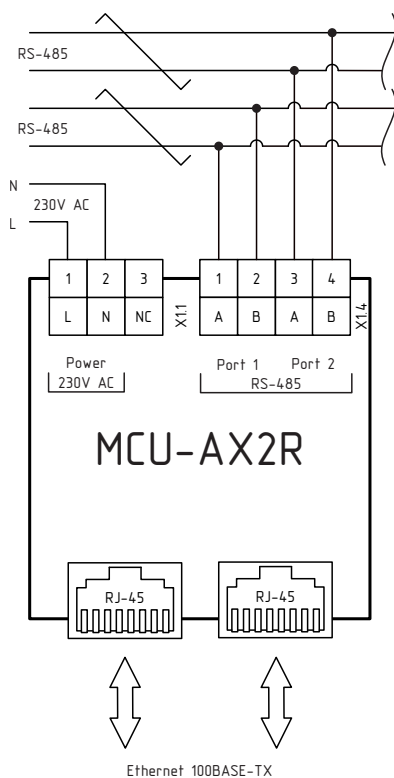 RS-485
RS-485
N
230V AC
L
1 2 3 1 2 3 4
L N NC X1.1 A B A B X1.4
Power Port 1 Port 2
230V AC RS-485
MCU-AX2R
RJ-45 RJ-45
Ethernet 100BASE-TX